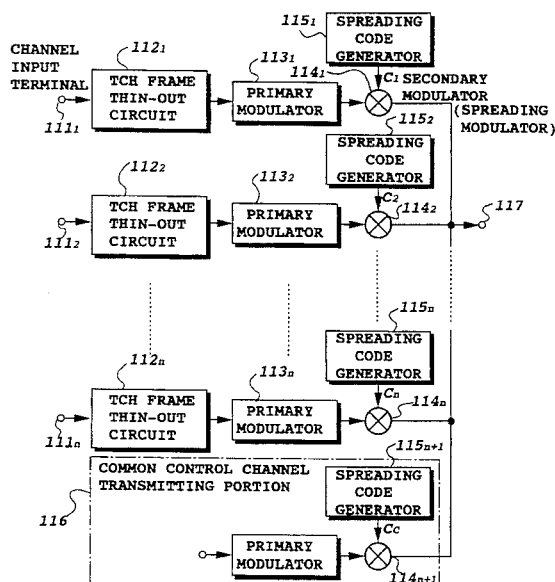 115₁
SPREADING
CODE
GENERATOR
CHANNEL
INPUT
TERMINAL
112₁
TCH FRAME
THIN-OUT
CIRCUIT
113₁
PRIMARY
MODULATOR
114₁
C₁
SECONDARY
MODULATOR
(SPREADING
MODULATOR)
111₁
115₂
SPREADING
CODE
GENERATOR
112₂
TCH FRAME
THIN-OUT
CIRCUIT
113₂
PRIMARY
MODULATOR
C₂
114₂
117
111₂
115ₙ
SPREADING
CODE
GENERATOR
112ₙ
TCH FRAME
THIN-OUT
CIRCUIT
113ₙ
PRIMARY
MODULATOR
Cₙ
114ₙ
111ₙ
COMMON CONTROL CHANNEL
TRANSMITTING PORTION
115ₙ₊₁
SPREADING
CODE
GENERATOR
116
Cc
PRIMARY
MODULATOR
114ₙ₊₁